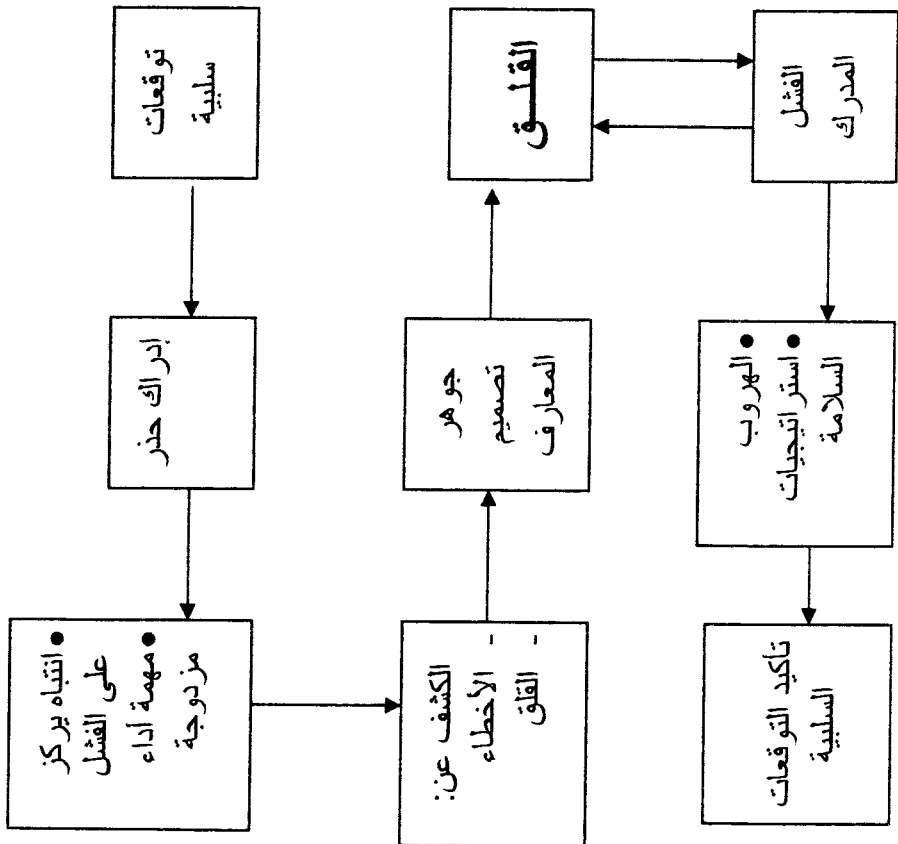 توقعات
سلبية
إدراك حذر
● انتباه يركز
على الفشل
● مهمة أداء
مزدوجة
الكشف عن:
- الأخطاء
- القلق
جوهر
تصميم
المعارف
القلــق
الفشل
المدرك
● الهروب
● استراتيجيات
السلامة
تأكيد التوقعات
السلبية